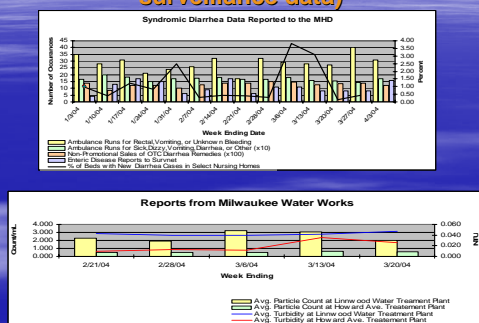 surveillance data)
Syndromic Diarrhea Data Reported to the MHD
45
40
35
30
25
20
15
10
5
0
4.00
3.50
3.00
2.50
2.00
1.50
1.00
0.50
0.00
Number of Occurances
Percent
1/3/04
1/10/04
1/17/04
1/24/04
1/31/04
2/7/04
2/14/04
2/21/04
2/28/04
3/6/04
3/13/04
3/20/04
3/27/04
4/3/04
Week Ending Date
Ambulance Runs for Rectal,Vomiting, or Unknown Bleeding
Ambulance Runs for Sick,Dizzy,Vomiting,Diarrhea, or Other (x10)
Non-Promotional Sales of OTC Diarrhea Remedies (x100)
Enteric Disease Reports to Survnet
% of Beds with New Diarrhea Cases in Select Nursing Homes
Reports from Milwaukee Water Works
4.000
3.000
2.000
1.000
0.000
0.060
0.040
0.020
0.000
Count/mL
NTU
2/21/04
2/28/04
3/6/04
3/13/04
3/20/04
Week Ending
Avg. Particle Count at Linnwood Water Treament Plant
Avg. Particle Count at Howard Ave. Treatement Plant
Avg. Turbidity at Linnwood Water Treatment Plant
Avg. Turbidity at Howard Ave. Treatement Plant